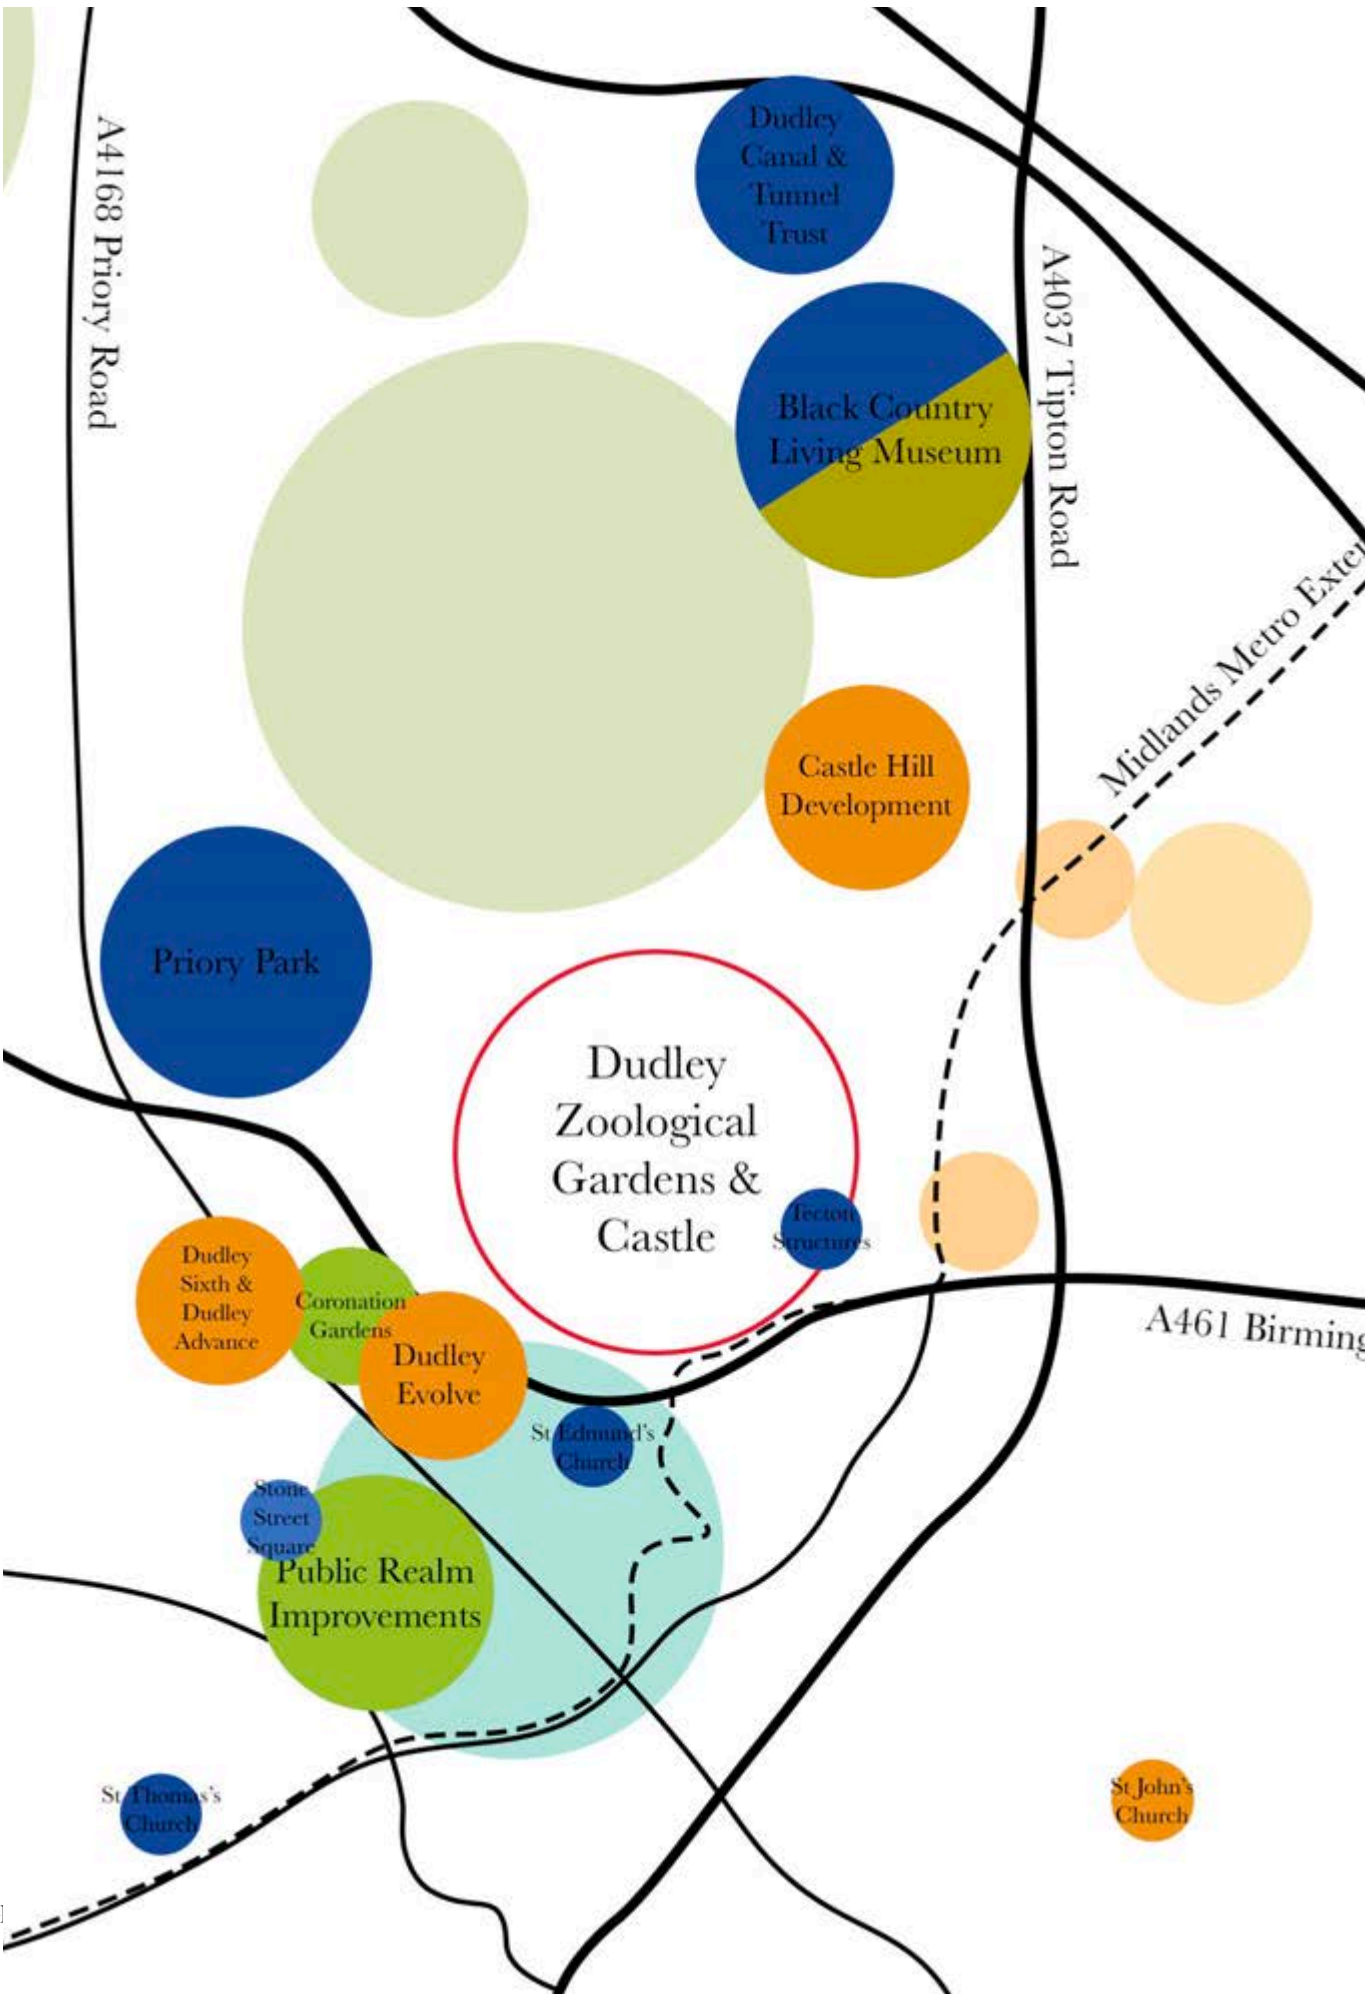 Dudley
Canal &
Tunnel
Trust
A4168 Priory Road
A4037 Tipton Road
Black Country
Living Museum
Midlands Metro Exte
Castle Hill
Development
Priory Park
Dudley
Zoological
Gardens &
Castle
Tecton
Structures
Dudley
Sixth &
Dudley
Advance
Coronation
Gardens
Dudley
Evolve
A461 Birming
St Edmund's
Church
Stone
Street
Square
Public Realm
Improvements
St Thomas's
Church
St John's
Church